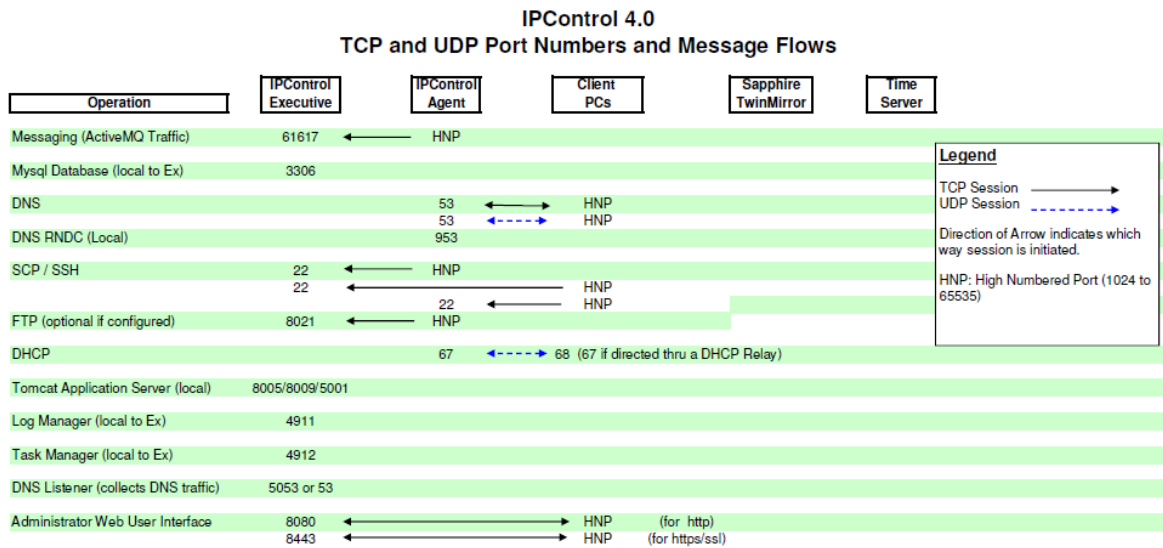 IPControl 4.0
TCP and UDP Port Numbers and Message Flows
Operation IPControl Executive IPControl Agent Client PCs Sapphire TwinMirror Time Server
Messaging (ActiveMQ Traffic) 61617 HNP
Mysql Database (local to Ex) 3306
DNS 53 HNP
53 HNP
DNS RNDC (Local) 953
SCP / SSH 22 HNP
22 HNP
22 HNP
FTP (optional if configured) 8021 HNP
DHCP 67 68 (67 if directed thru a DHCP Relay)
Tomcat Application Server (local) 8005/8009/5001
Log Manager (local to Ex) 4911
Task Manager (local to Ex) 4912
DNS Listener (collects DNS traffic) 5053 or 53
Administrator Web User Interface 8080 HNP (for http)
8443 HNP (for https/ssl)
Legend
TCP Session
UDP Session
Direction of Arrow indicates which
way session is initiated.
HNP: High Numbered Port (1024 to
65535)